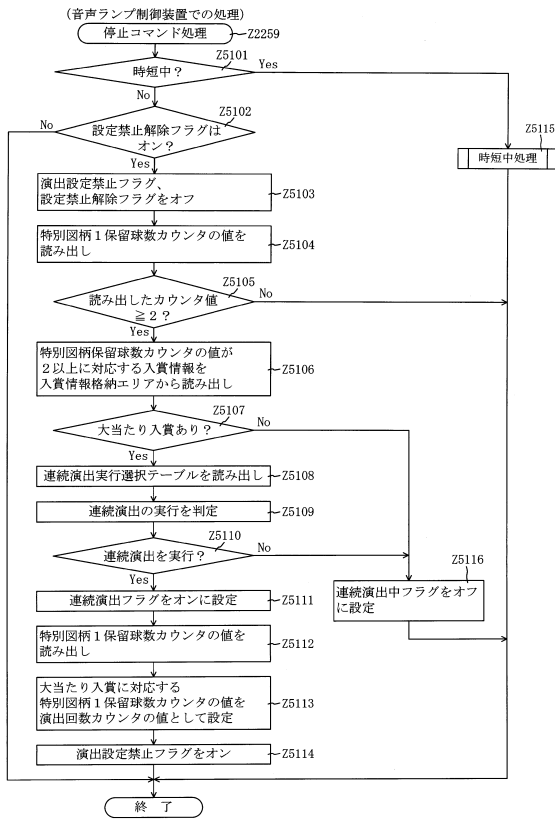 (音声ランプ制御装置での処理)
停止コマンド処理
Z2259
Z5101
時短中?
Yes
No
Z5102
設定禁止解除フラグは
オン?
No
Yes
Z5115
時短中処理
演出設定禁止フラグ、
設定禁止解除フラグをオフ
Z5103
特別図柄1保留球数カウンタの値を
読み出し
Z5104
Z5105
読み出したカウンタ値
≧2?
No
Yes
特別図柄保留球数カウンタの値が
2以上に対応する入賞情報を
入賞情報格納エリアから読み出し
Z5106
Z5107
大当たり入賞あり?
No
Yes
連続演出実行選択テーブルを読み出し
Z5108
連続演出の実行を判定
Z5109
Z5110
連続演出を実行?
No
Yes
Z5116
連続演出中フラグをオフ
に設定
連続演出フラグをオンに設定
Z5111
特別図柄1保留球数カウンタの値を
読み出し
Z5112
大当たり入賞に対応する
特別図柄1保留球数カウンタの値を
演出回数カウンタの値として設定
Z5113
演出設定禁止フラグをオン
Z5114
終 了